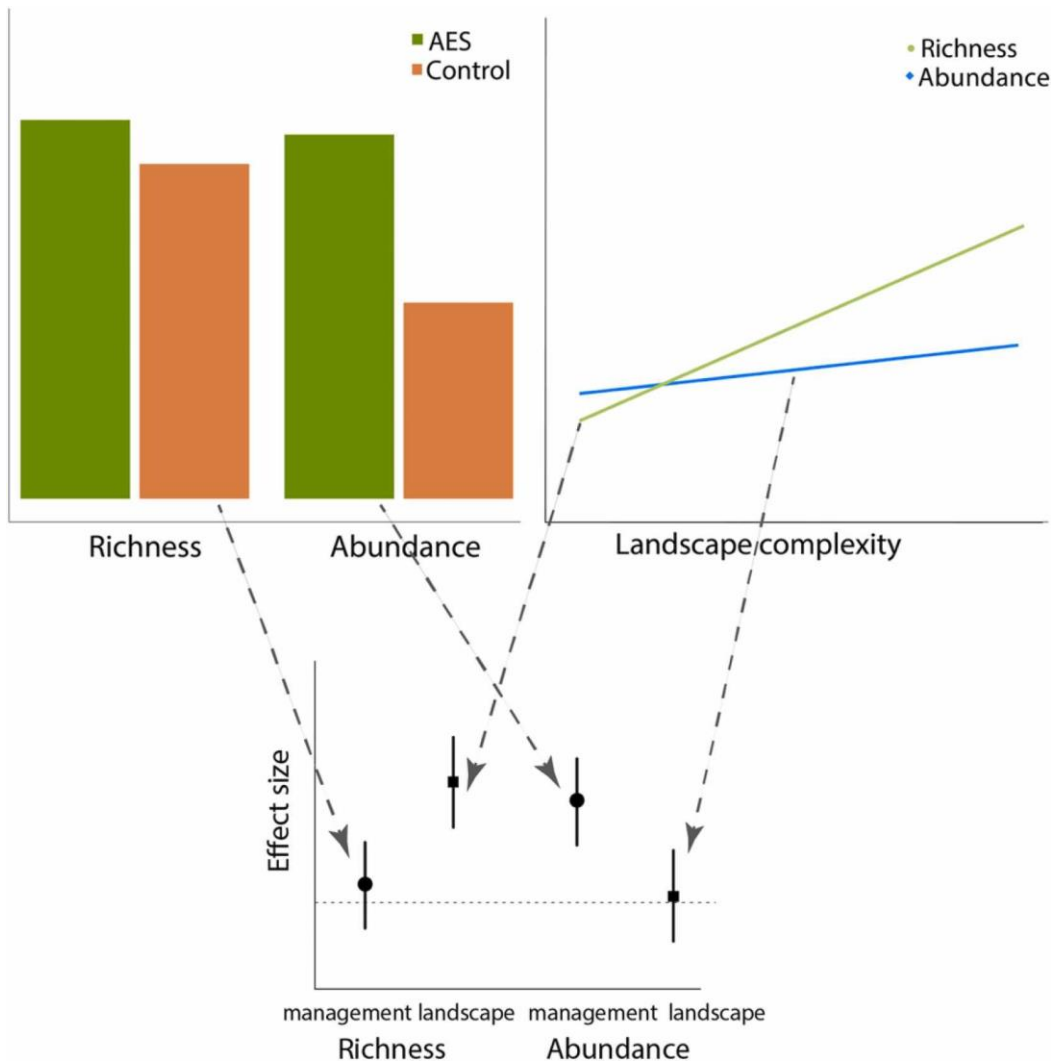 AES
Control
Richness
Abundance
Richness
Abundance
Landscape complexity
Effect size
management landscape management landscape
Richness
Abundance